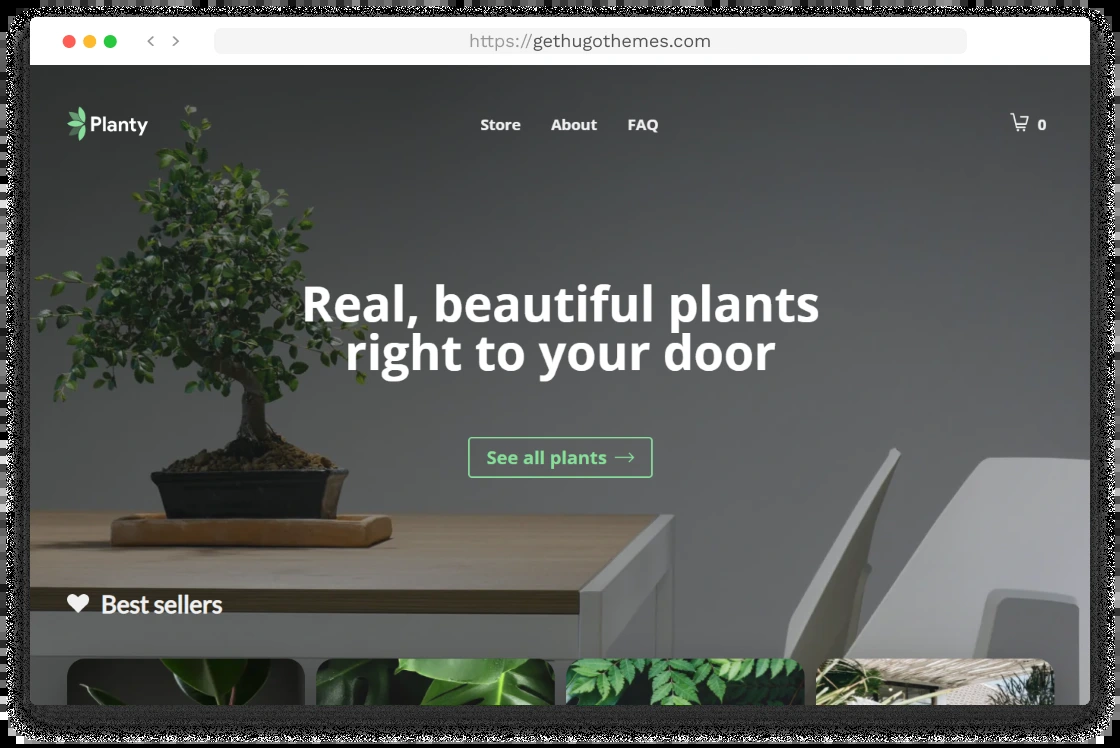 https://gethugothemes.com
Planty
Store
About
FAQ
0
Real, beautiful plants
right to your door
See all plants →
Best sellers